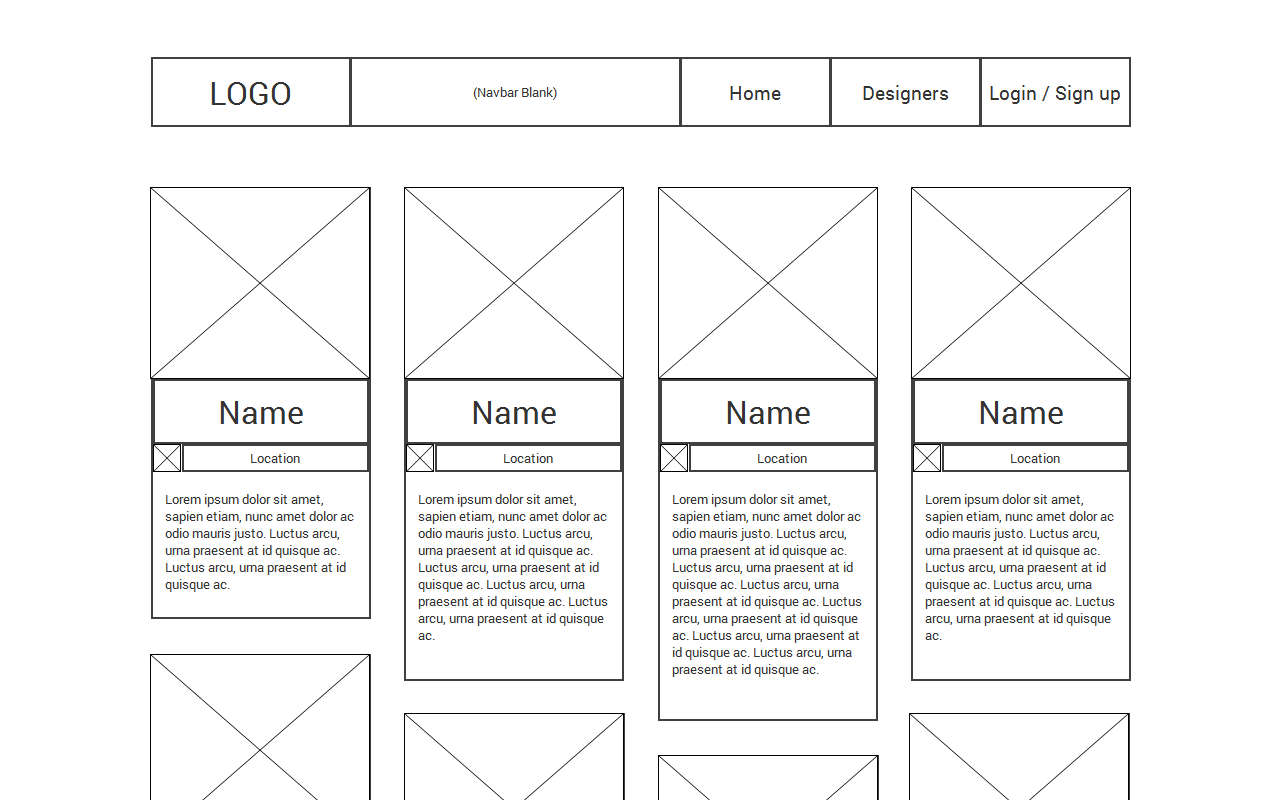 LOGO
(Navbar Blank)
Home
Designers
Login / Sign up
Name
Location
Lorem ipsum dolor sit amet,
sapien etiam, nunc amet dolor ac
odio mauris justo. Luctus arcu,
urna praesent at id quisque ac.
Luctus arcu, urna praesent at id
quisque ac.
Name
Location
Lorem ipsum dolor sit amet,
sapien etiam, nunc amet dolor ac
odio mauris justo. Luctus arcu,
urna praesent at id quisque ac.
Luctus arcu, urna praesent at id
quisque ac. Luctus arcu, urna
praesent at id quisque ac. Luctus
arcu, urna praesent at id quisque
ac.
Name
Location
Lorem ipsum dolor sit amet,
sapien etiam, nunc amet dolor ac
odio mauris justo. Luctus arcu,
urna praesent at id quisque ac.
Luctus arcu, urna praesent at id
quisque ac. Luctus arcu, urna
praesent at id quisque ac. Luctus
arcu, urna praesent at id quisque
ac. Luctus arcu, urna praesent at
id quisque ac. Luctus arcu, urna
praesent at id quisque ac.
Name
Location
Lorem ipsum dolor sit amet,
sapien etiam, nunc amet dolor ac
odio mauris justo. Luctus arcu,
urna praesent at id quisque ac.
Luctus arcu, urna praesent at id
quisque ac. Luctus arcu, urna
praesent at id quisque ac. Luctus
arcu, urna praesent at id quisque
ac.